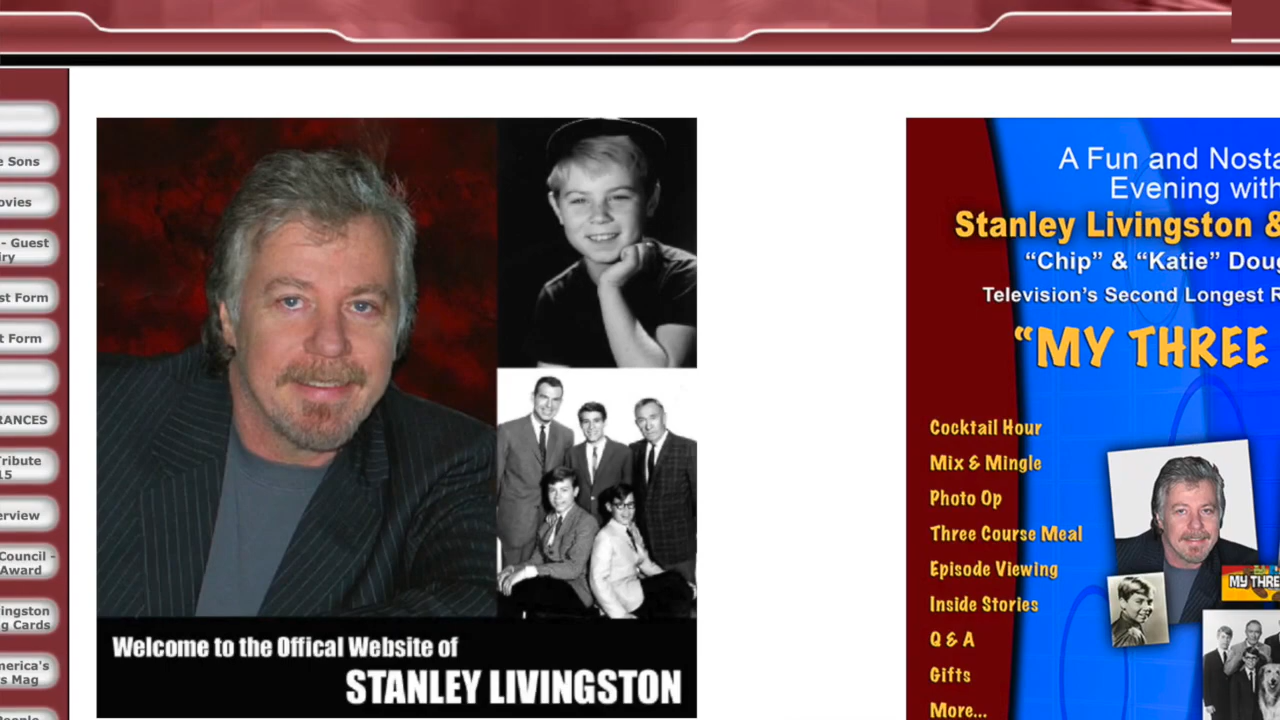 e Sons
ovies
- Guest
ry
st Form
t Form
RANCES
Tribute
15
erview
Council -
Award
ingston
g Cards
merica's
s Mag
People
Welcome to the Offical Website of
STANLEY LIVINGSTON
A Fun and Nosta
Evening with
Stanley Livingston &
“Chip” & “Katie” Doug
Television’s Second Longest R
“MY THREE
Cocktail Hour
Mix & Mingle
Photo Op
Three Course Meal
Episode Viewing
Inside Stories
Q & A
Gifts
More...
MY THRE